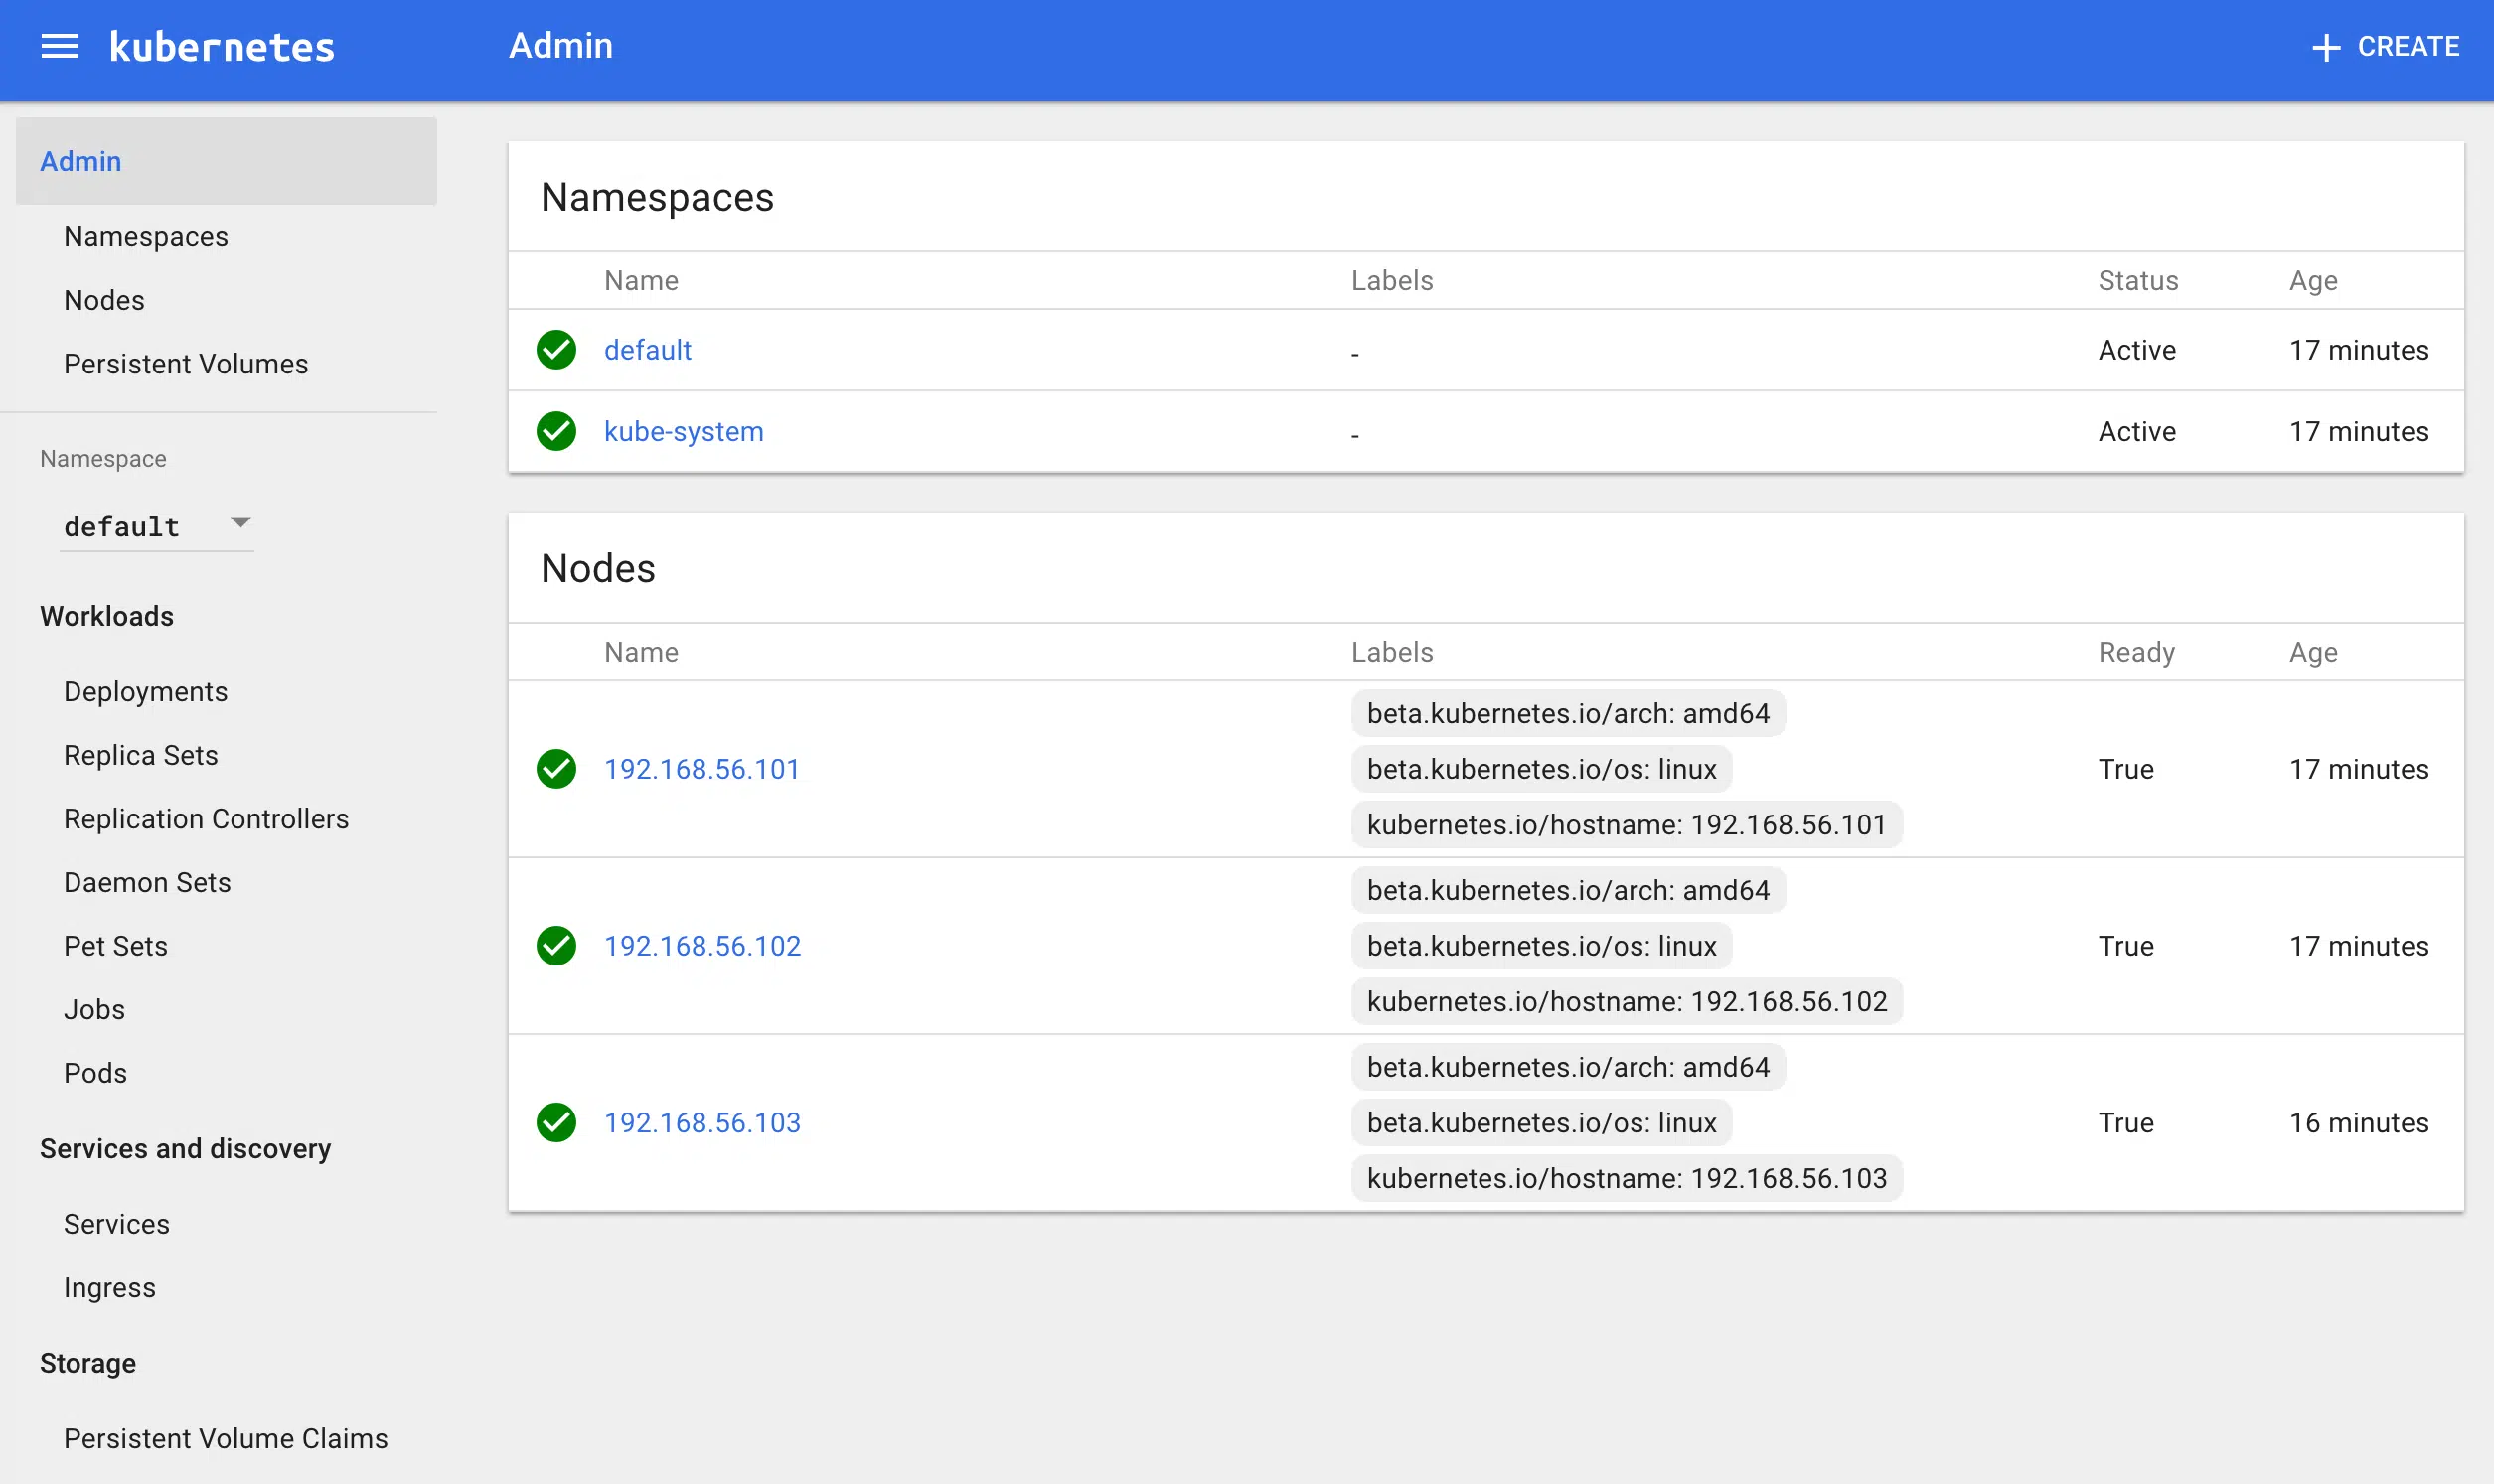 kubernetes
Admin
CREATE
Admin
Namespaces
Nodes
Persistent Volumes
Namespace
default
Workloads
Deployments
Replica Sets
Replication Controllers
Daemon Sets
Pet Sets
Jobs
Pods
Services and discovery
Services
Ingress
Storage
Persistent Volume Claims
Namespaces
Name Labels Status Age
default - Active 17 minutes
kube-system - Active 17 minutes
Nodes
Name Labels Ready Age
beta.kubernetes.io/arch: amd64
192.168.56.101 beta.kubernetes.io/os: linux True 17 minutes
kubernetes.io/hostname: 192.168.56.101
beta.kubernetes.io/arch: amd64
192.168.56.102 beta.kubernetes.io/os: linux True 17 minutes
kubernetes.io/hostname: 192.168.56.102
beta.kubernetes.io/arch: amd64
192.168.56.103 beta.kubernetes.io/os: linux True 16 minutes
kubernetes.io/hostname: 192.168.56.103